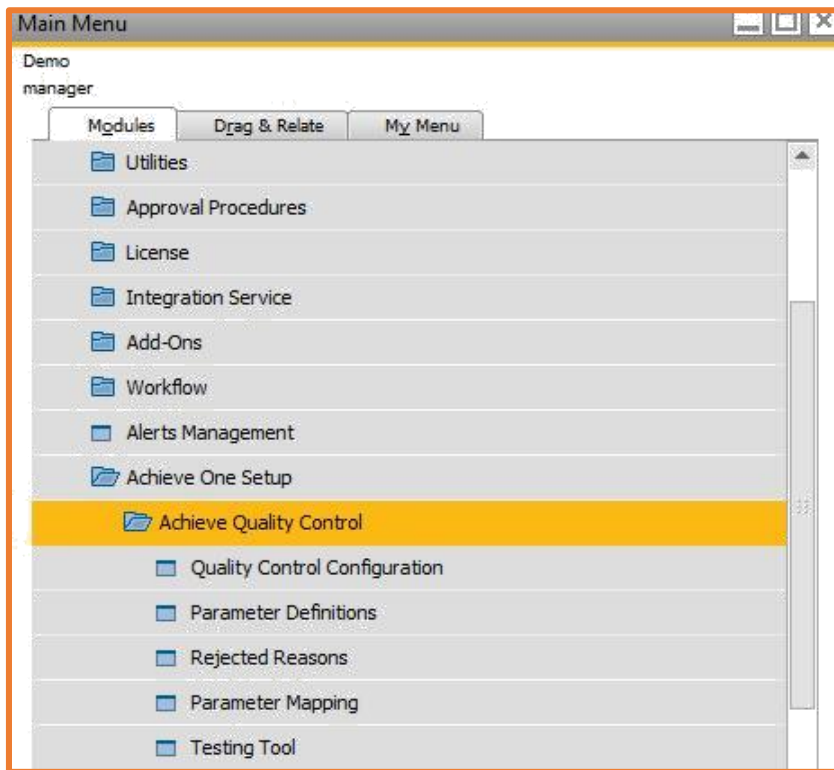 Main Menu
Demo
manager
Modules
Drag & Relate
My Menu
Utilities
Approval Procedures
License
Integration Service
Add-Ons
Workflow
Alerts Management
Achieve One Setup
Achieve Quality Control
Quality Control Configuration
Parameter Definitions
Rejected Reasons
Parameter Mapping
Testing Tool